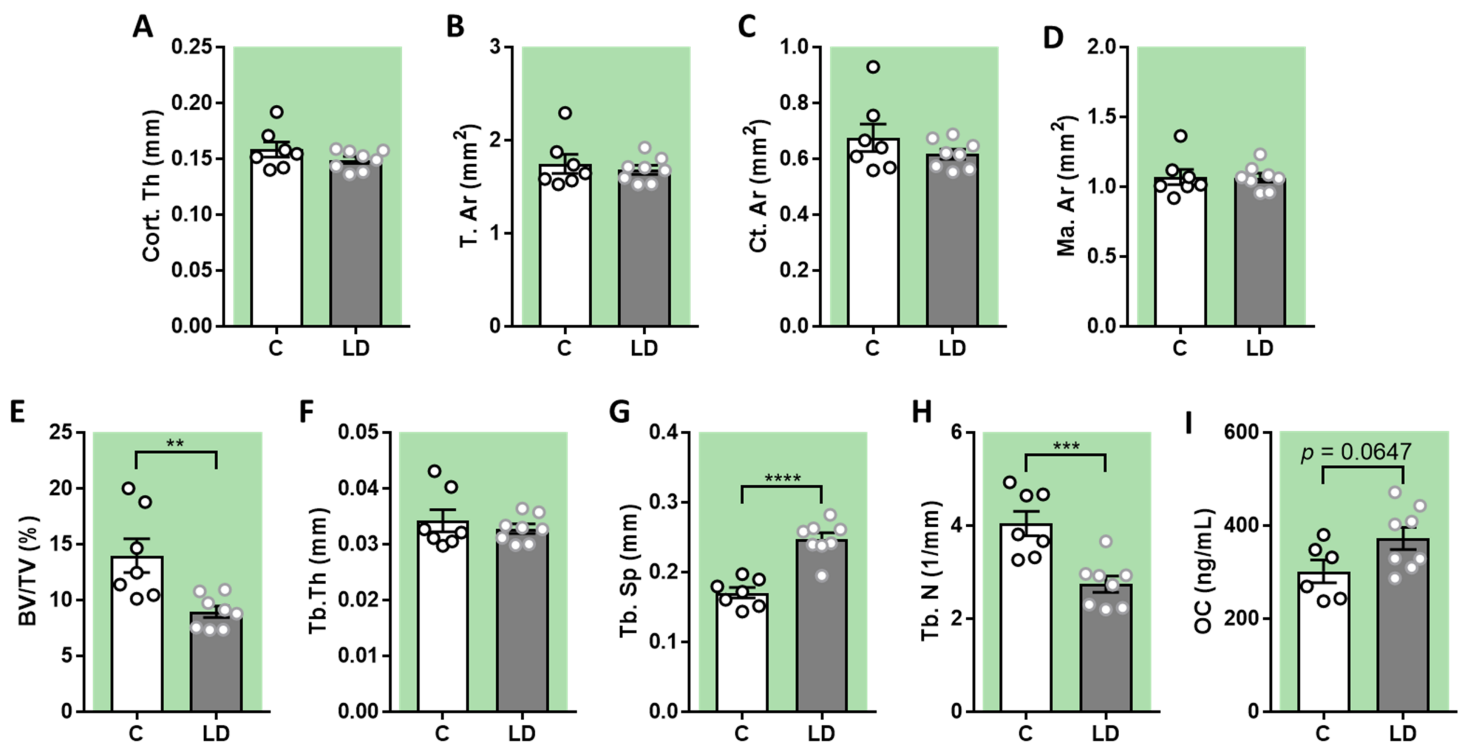 A
Cort. Th (mm)
0.25
0.20
0.15
0.10
0.05
0.00
C
LD
B
T. Ar (mm²)
3
2
1
0
C
LD
C
Ct. Ar (mm²)
1.0
0.8
0.6
0.4
0.2
0.0
C
LD
D
Ma. Ar (mm²)
2.0
1.5
1.0
0.5
0.0
C
LD
E
BV/TV (%)
25
20
15
10
5
0
**
C
LD
F
Tb.Th (mm)
0.05
0.04
0.03
0.02
0.01
0.00
C
LD
G
Tb. Sp (mm)
0.4
0.3
0.2
0.1
0.0
****
C
LD
H
Tb. N (1/mm)
6
4
2
0
***
C
LD
I
OC (ng/mL)
600
400
200
0
p = 0.0647
C
LD